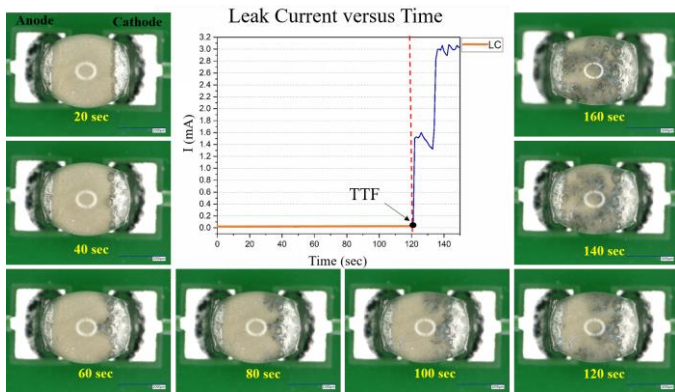 Leak Current versus Time
Anode Cathode
20 sec
40 sec
60 sec
80 sec
100 sec
120 sec
140 sec
160 sec
LC
I (mA)
3.2
3.0
2.8
2.6
2.4
2.2
2.0
1.8
1.6
1.4
1.2
1.0
0.8
0.6
0.4
0.2
0.0
TTF
0 20 40 60 80 100 120 140
Time (sec)